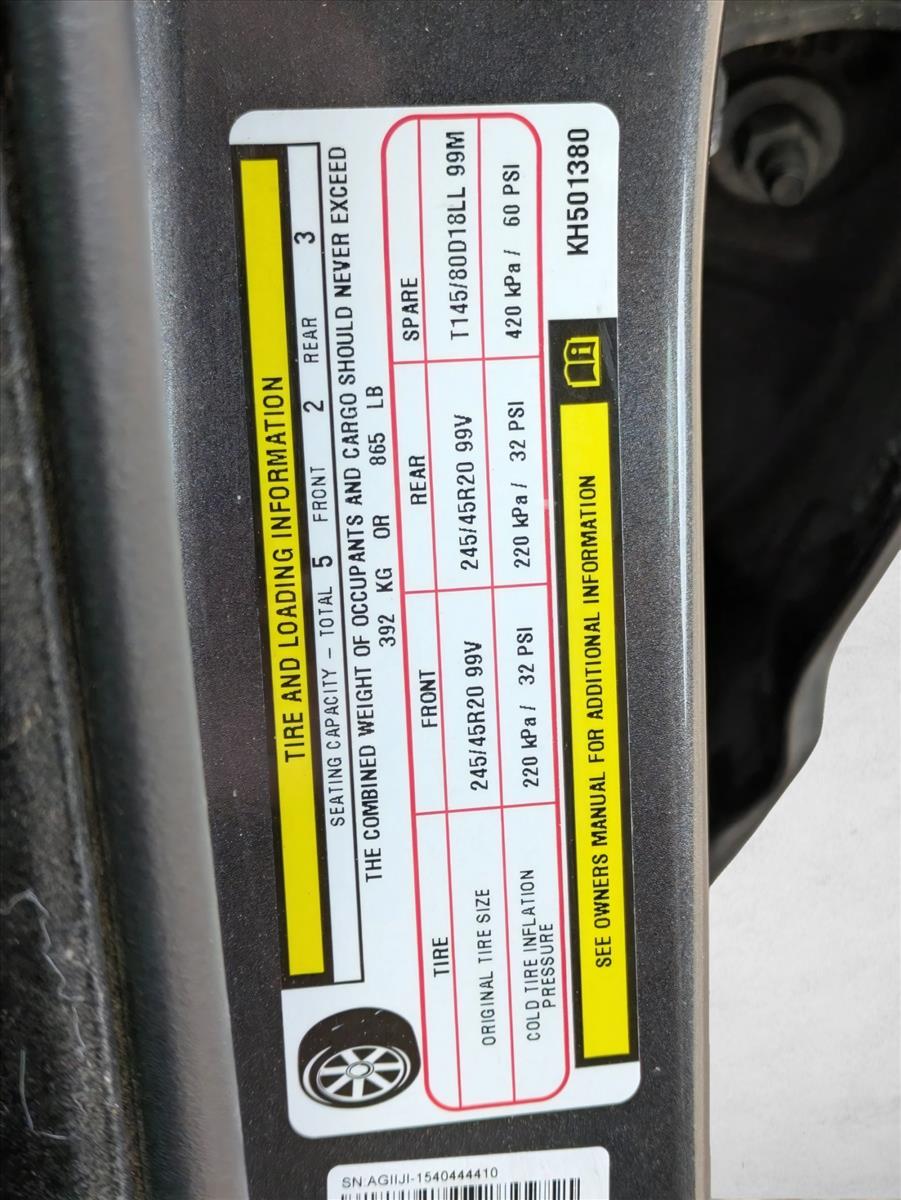 TIRE AND LOADING INFORMATION
SEATING CAPACITY - TOTAL 5 FRONT 2 REAR 3
THE COMBINED WEIGHT OF OCCUPANTS AND CARGO SHOULD NEVER EXCEED
392 KG OR 865 LB
TIRE FRONT REAR SPARE
ORIGINAL TIRE SIZE 245/45R20 99V 245/45R20 99V T145/80D18LL 99M
COLD TIRE INFLATION PRESSURE 220 kPa / 32 PSI 220 kPa / 32 PSI 420 kPa / 60 PSI
SEE OWNERS MANUAL FOR ADDITIONAL INFORMATION
KH501380
SN:AGIIJI-1540444410